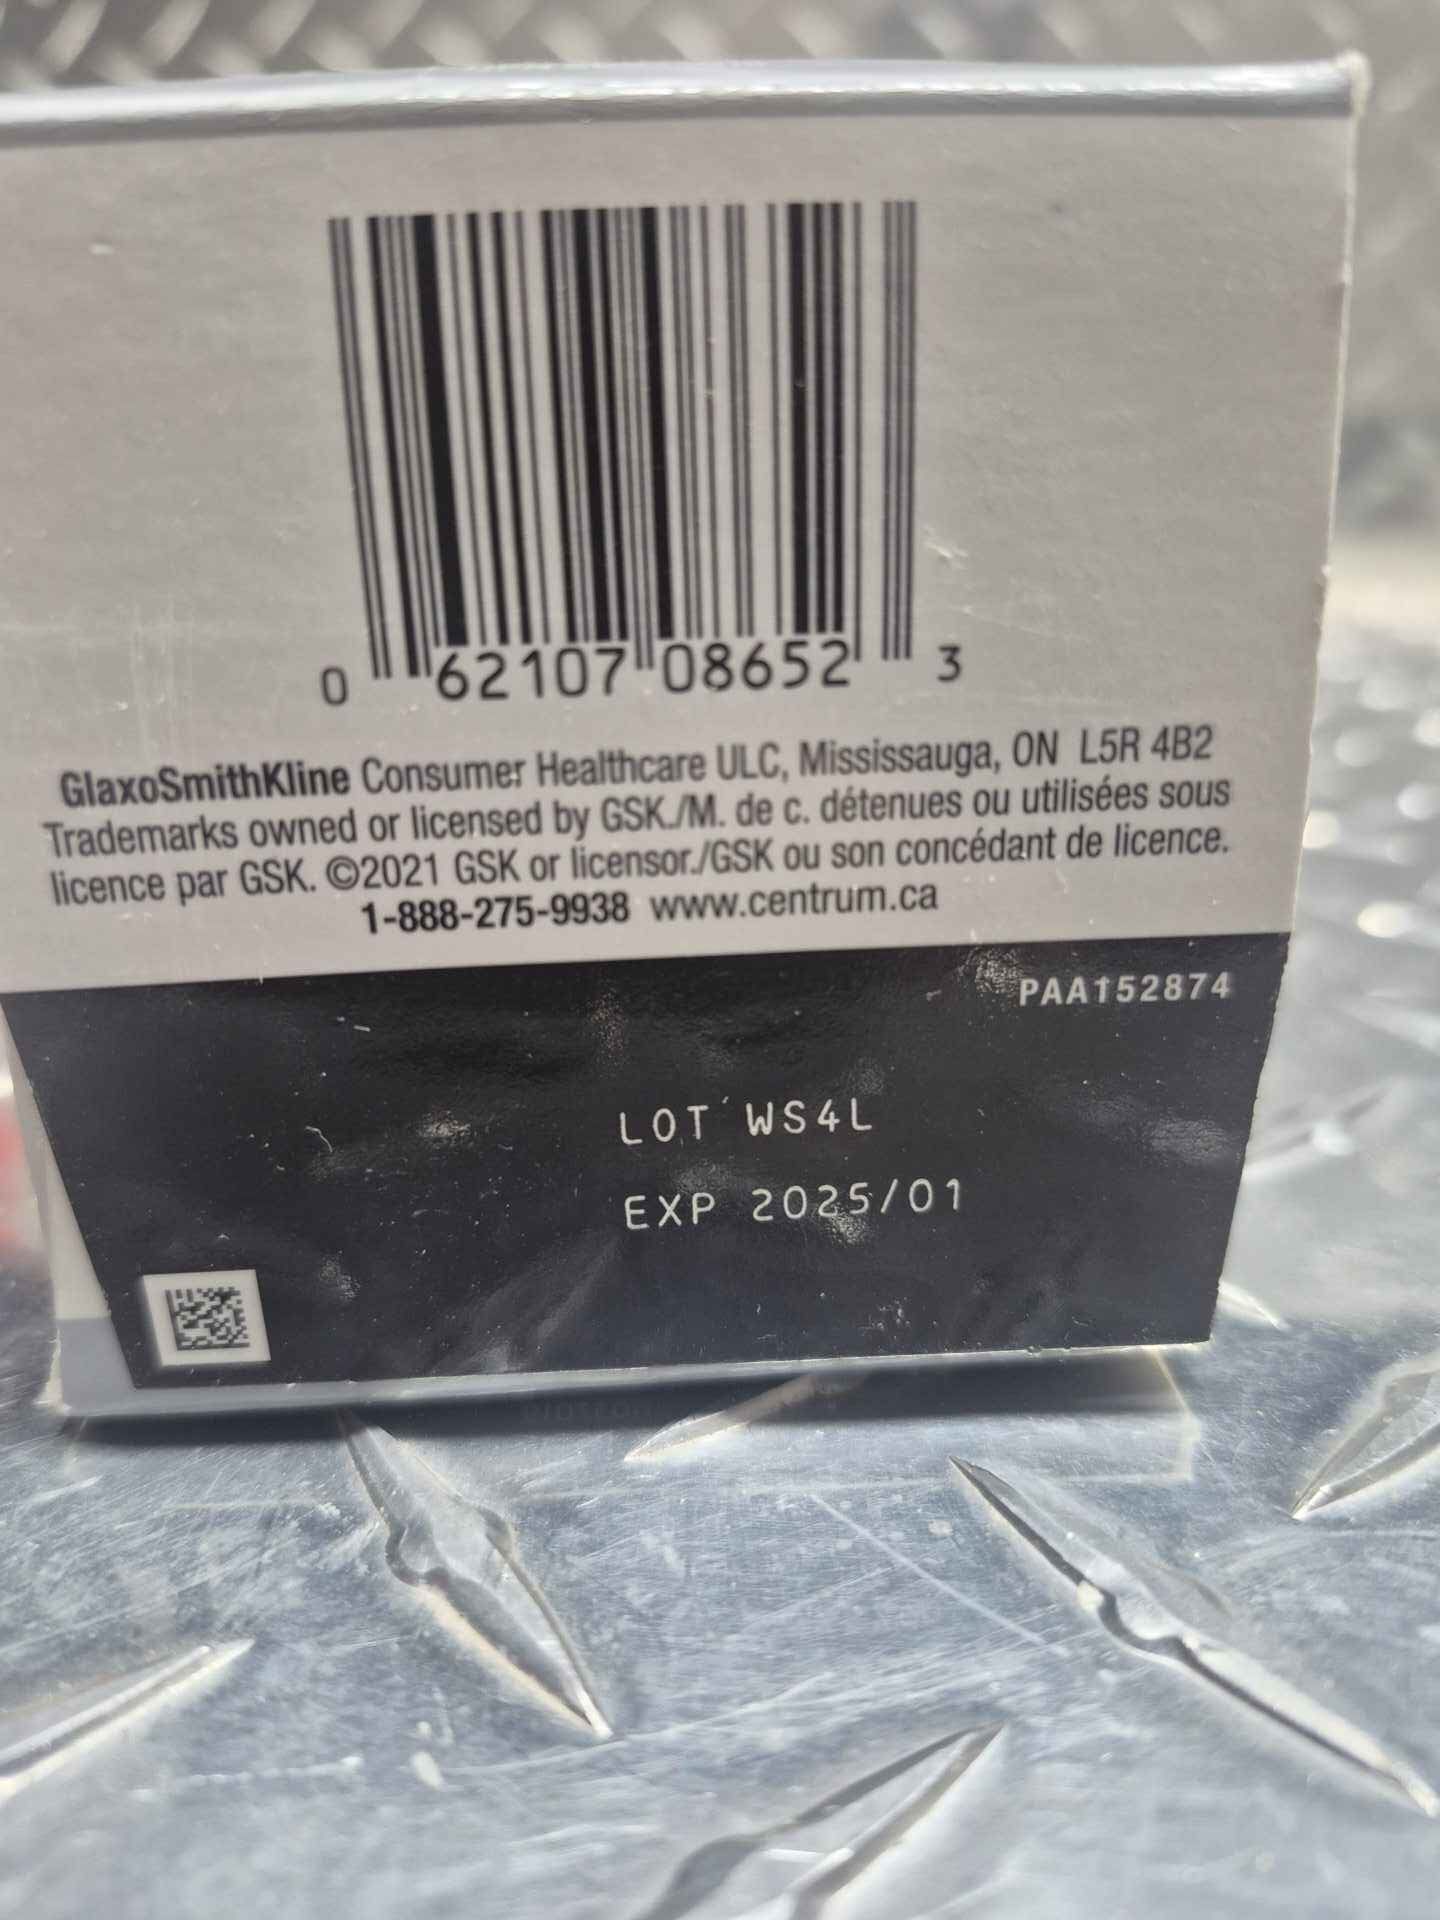 0 62107 08652 3
GlaxoSmithKline Consumer Healthcare ULC, Mississauga, ON L5R 4B2
Trademarks owned or licensed by GSK./M. de c. détenues ou utilisées sous
licence par GSK. ©2021 GSK or licensor./GSK ou son concédant de licence.
1-888-275-9938 www.centrum.ca
PAA152874
LOT WS4L
EXP 2025/01